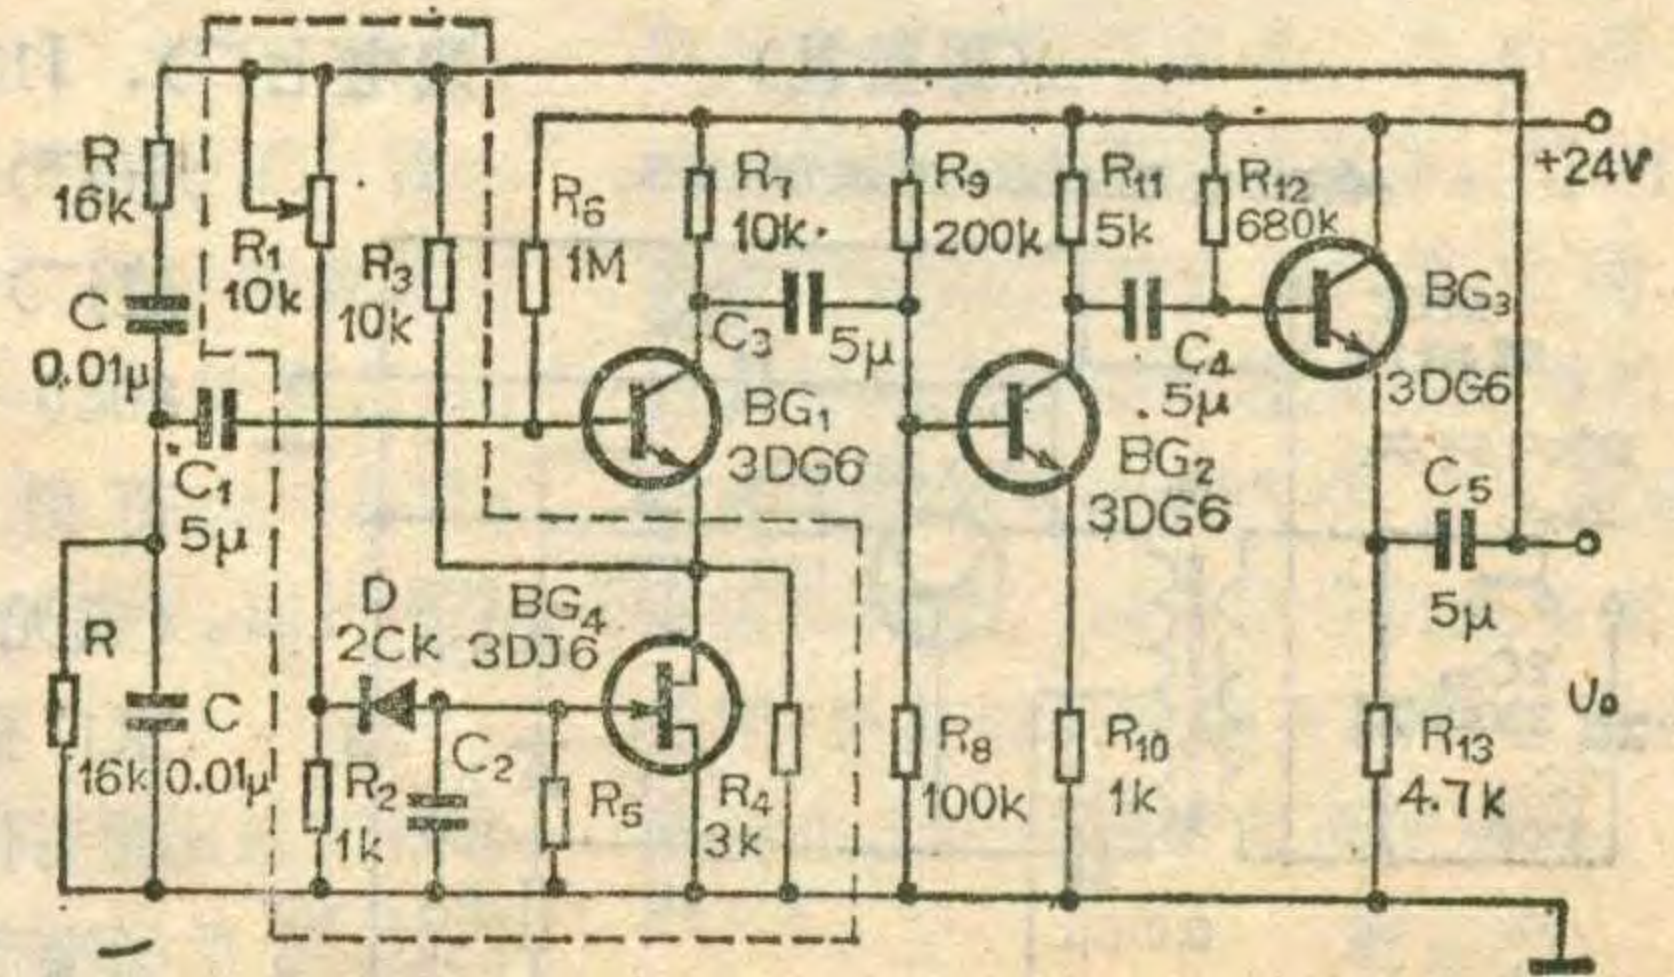 R
16k
C
0.01μ
C₁
5μ
R
16k
C
0.01μ
R₁
10k
R₃
10k
R₆
1M
R₇
10k
C₃
5μ
R₉
200k
R₁₁
5k
R₁₂
680k
+24V
BG₁
3DG6
BG₂
3DG6
C₄
5μ
BG₃
3DG6
C₅
5μ
D
2Ck
BG₄
3DJ6
R₂
1k
C₂
R₅
R₄
3k
R₈
100k
R₁₀
1k
R₁₃
4.7k
U₀